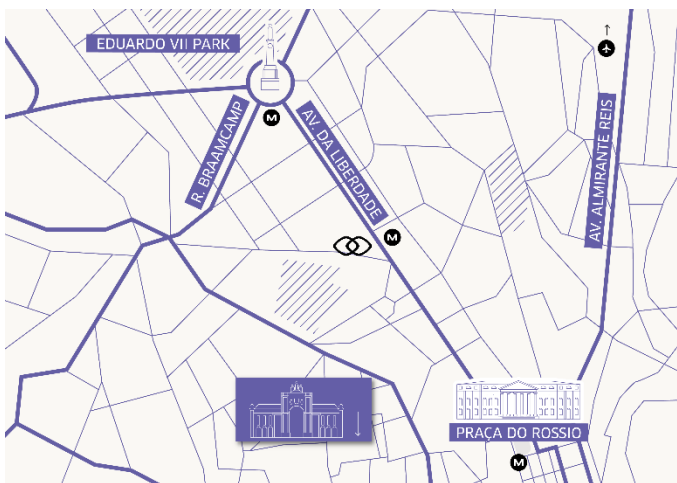 EDUARDO VII PARK
R. BRAAMCAMP
AV. DA LIBERDADE
AV. ALMIRANTE REIS
M
M
PRAÇA DO ROSSIO
M